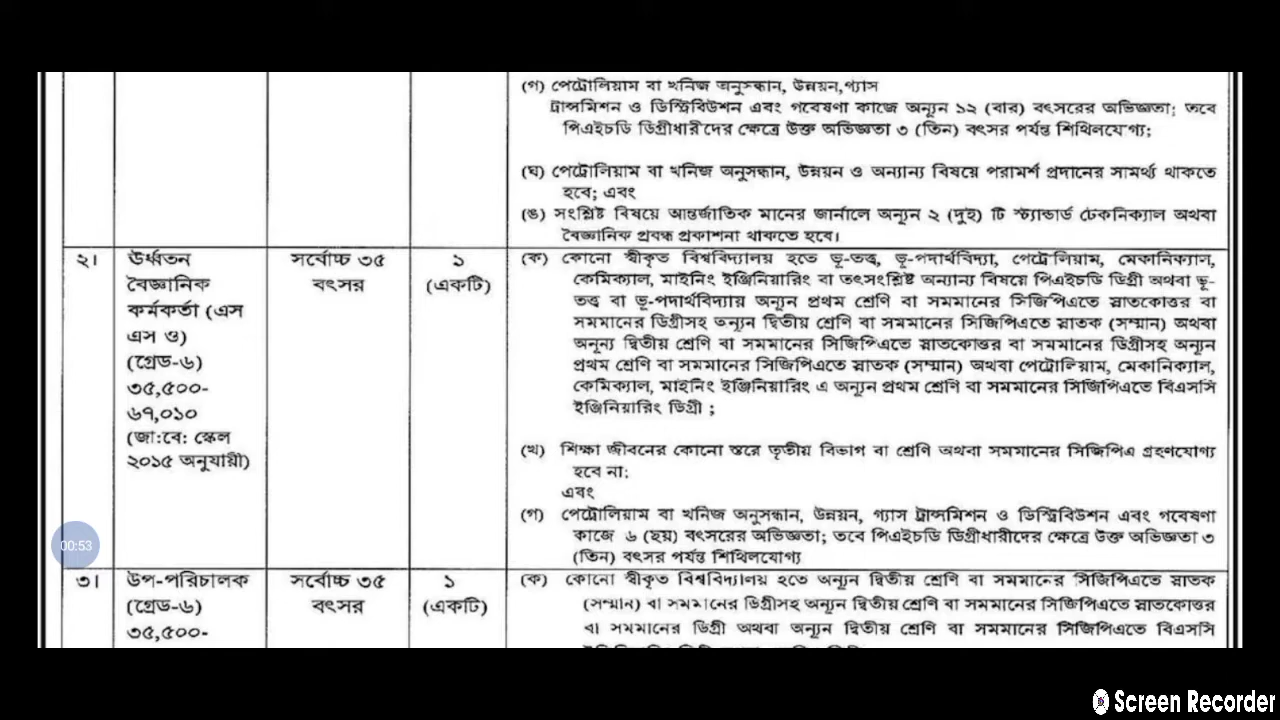 (গ) পেট্রোলিয়াম বা খনিজ অনুসন্ধান, উন্নয়ন,গ্যাস
ট্রান্সমিশন ও ডিস্ট্রিবিউশন এবং গবেষণা কাজে অন্যূন ১২ (বার) বৎসরের অভিজ্ঞতা; তবে
পিএইচডি ডিগ্রীধারীদের ক্ষেত্রে উক্ত অভিজ্ঞতা ৩ (তিন) বৎসর পর্যন্ত শিথিলযোগ্য;
(ঘ) পেট্রোলিয়াম বা খনিজ অনুসন্ধান, উন্নয়ন ও অন্যান্য বিষয়ে পরামর্শ প্রদানের সামর্থ্য থাকতে
হবে; এবং
(ঙ) সংশ্লিষ্ট বিষয়ে আন্তর্জাতিক মানের জার্নালে অন্যূন ২ (দুই) টি স্ট্যান্ডার্ড টেকনিক্যাল অথবা
বৈজ্ঞানিক প্রবন্ধ প্রকাশনা থাকতে হবে।
২।
উর্ধ্বতন
বৈজ্ঞানিক
কর্মকর্তা (এস
এস ও)
(গ্রেড-৬)
৩৫,৫০০-
৬৭,০১০
(জা:বে: স্কেল
২০১৫ অনুযায়ী)
সর্বোচ্চ ৩৫
বৎসর
১
(একটি)
(ক) কোনো স্বীকৃত বিশ্ববিদ্যালয় হতে ভূ-তত্ত্ব, ভূ-পদার্থবিদ্যা, পেট্রোলিয়াম, মেকানিক্যাল,
কেমিক্যাল, মাইনিং ইঞ্জিনিয়ারিং বা তৎসংশ্লিষ্ট অন্যান্য বিষয়ে পিএইচডি ডিগ্রী অথবা ভূ-
তত্ত্ব বা ভূ-পদার্থবিদ্যায় অন্যূন প্রথম শ্রেণি বা সমমানের সিজিপিএতে স্নাতকোত্তর বা
সমমানের ডিগ্রীসহ অন্যূন দ্বিতীয় শ্রেণি বা সমমানের সিজিপিএতে স্নাতক (সম্মান) অথবা
অনূন্য দ্বিতীয় শ্রেণি বা সমমানের সিজিপিএতে স্নাতকোত্তর বা সমমানের ডিগ্রীসহ অন্যূন
প্রথম শ্রেণি বা সমমানের সিজিপিএতে স্নাতক (সম্মান) অথবা পেট্রোলিয়াম, মেকানিক্যাল,
কেমিক্যাল, মাইনিং ইঞ্জিনিয়ারিং এ অন্যূন প্রথম শ্রেণি বা সমমানের সিজিপিএতে বিএসসি
ইঞ্জিনিয়ারিং ডিগ্রী ;
(খ) শিক্ষা জীবনের কোনো স্তরে তৃতীয় বিভাগ বা শ্রেণি অথবা সমমানের সিজিপিএ গ্রহণযোগ্য
হবে না;
এবং
(গ) পেট্রোলিয়াম বা খনিজ অনুসন্ধান, উন্নয়ন, গ্যাস ট্রান্সমিশন ও ডিস্ট্রিবিউশন এবং গবেষণা
কাজে ৬ (ছয়) বৎসরের অভিজ্ঞতা; তবে পিএইচডি ডিগ্রীধারীদের ক্ষেত্রে উক্ত অভিজ্ঞতা ৩
(তিন) বৎসর পর্যন্ত শিথিলযোগ্য
00:53
৩।
উপ-পরিচালক
(গ্রেড-৬)
৩৫,৫০০-
সর্বোচ্চ ৩৫
বৎসর
১
(একটি)
(ক) কোনো স্বীকৃত বিশ্ববিদ্যালয় হতে অন্যূন দ্বিতীয় শ্রেণি বা সমমানের সিজিপিএতে স্নাতক
(সম্মান) বা সমমানের ডিগ্রীসহ অন্যূন দ্বিতীয় শ্রেণি বা সমমানের সিজিপিএতে স্নাতকোত্তর
বা সমমানের ডিগ্রী অথবা অন্যূন দ্বিতীয় শ্রেণি বা সমমানের সিজিপিএতে বিএসসি
Screen Recorder